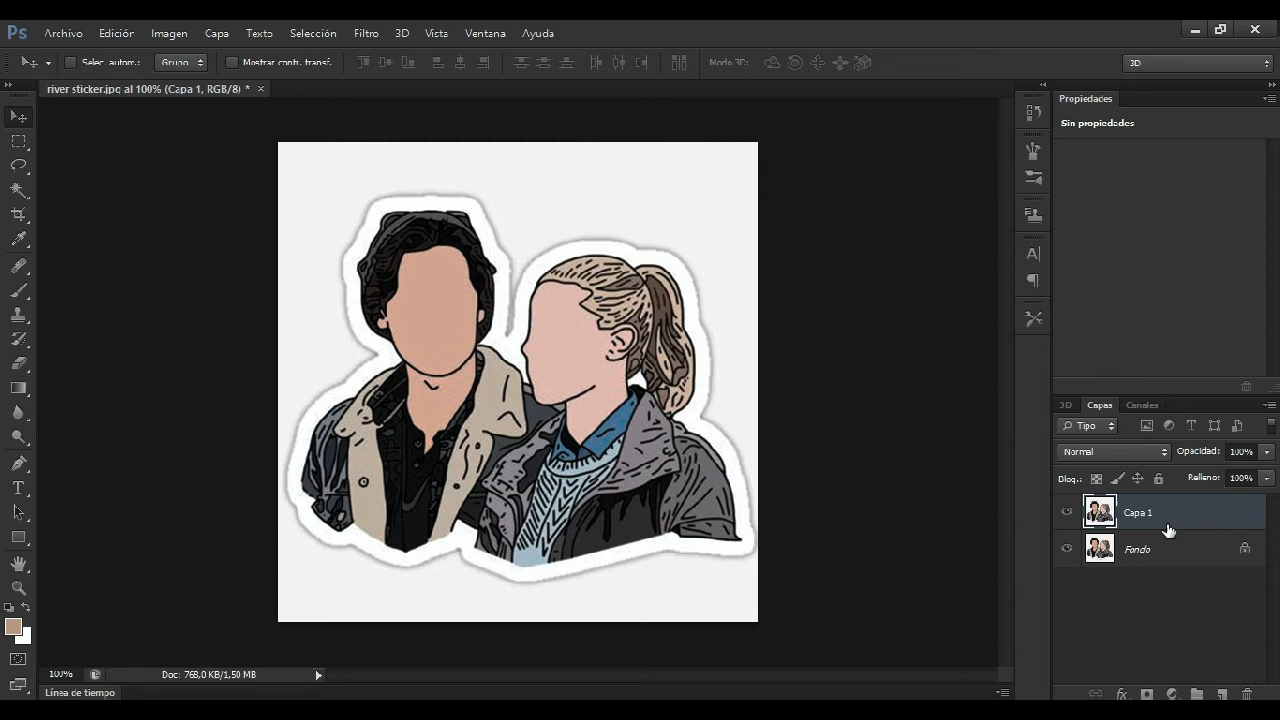 Ps Archivo Edición Imagen Capa Texto Selección Filtro 3D Vista Ventana Ayuda
Selec. autom.: Grupo Mostrar contr. transf. Modo 3D: 3D
river sticker.jpg al 100% (Capa 1, RGB/8) *
Propiedades
Sin propiedades
3D Capas Canales
Tipo
Normal Opacidad: 100%
Bloq.: Relleno: 100%
Capa 1
Fondo
100% Doc: 768,0 KB/1,50 MB
Línea de tiempo